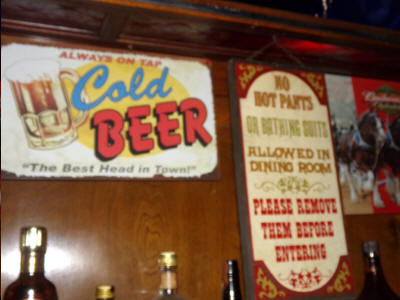 ALWAYS ON TAP
Cold
BEER
"The Best Head in Town!"
NO
HOT PANTS
OR BATHING SUITS
ALLOWED IN
DINING ROOM
PLEASE REMOVE
THEM BEFORE
ENTERING